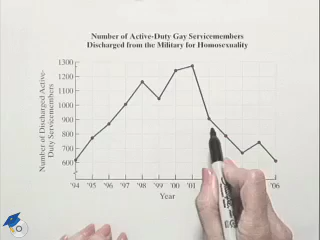 Number of Active-Duty Gay Servicemembers
Discharged from the Military for Homosexuality
Number of Discharged Active-
Duty Servicemembers
1300
1200
1100
1000
900
800
700
600
'94 '95 '96 '97 '98 '99 '00 '01 '06
Year